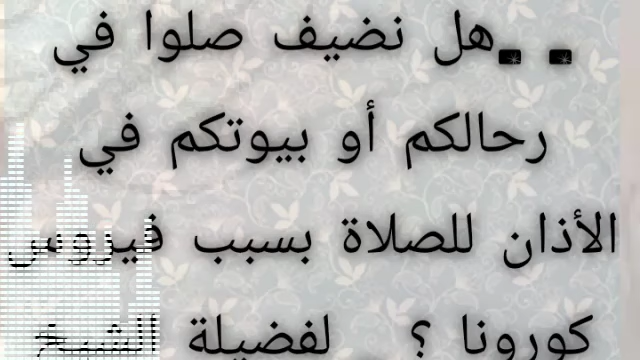 هل نضيف صلوا في
رحالكم أو بيوتكم في
الأذان للصلاة بسبب فيروس
كورونا ؟ لفضيلة الشيخ